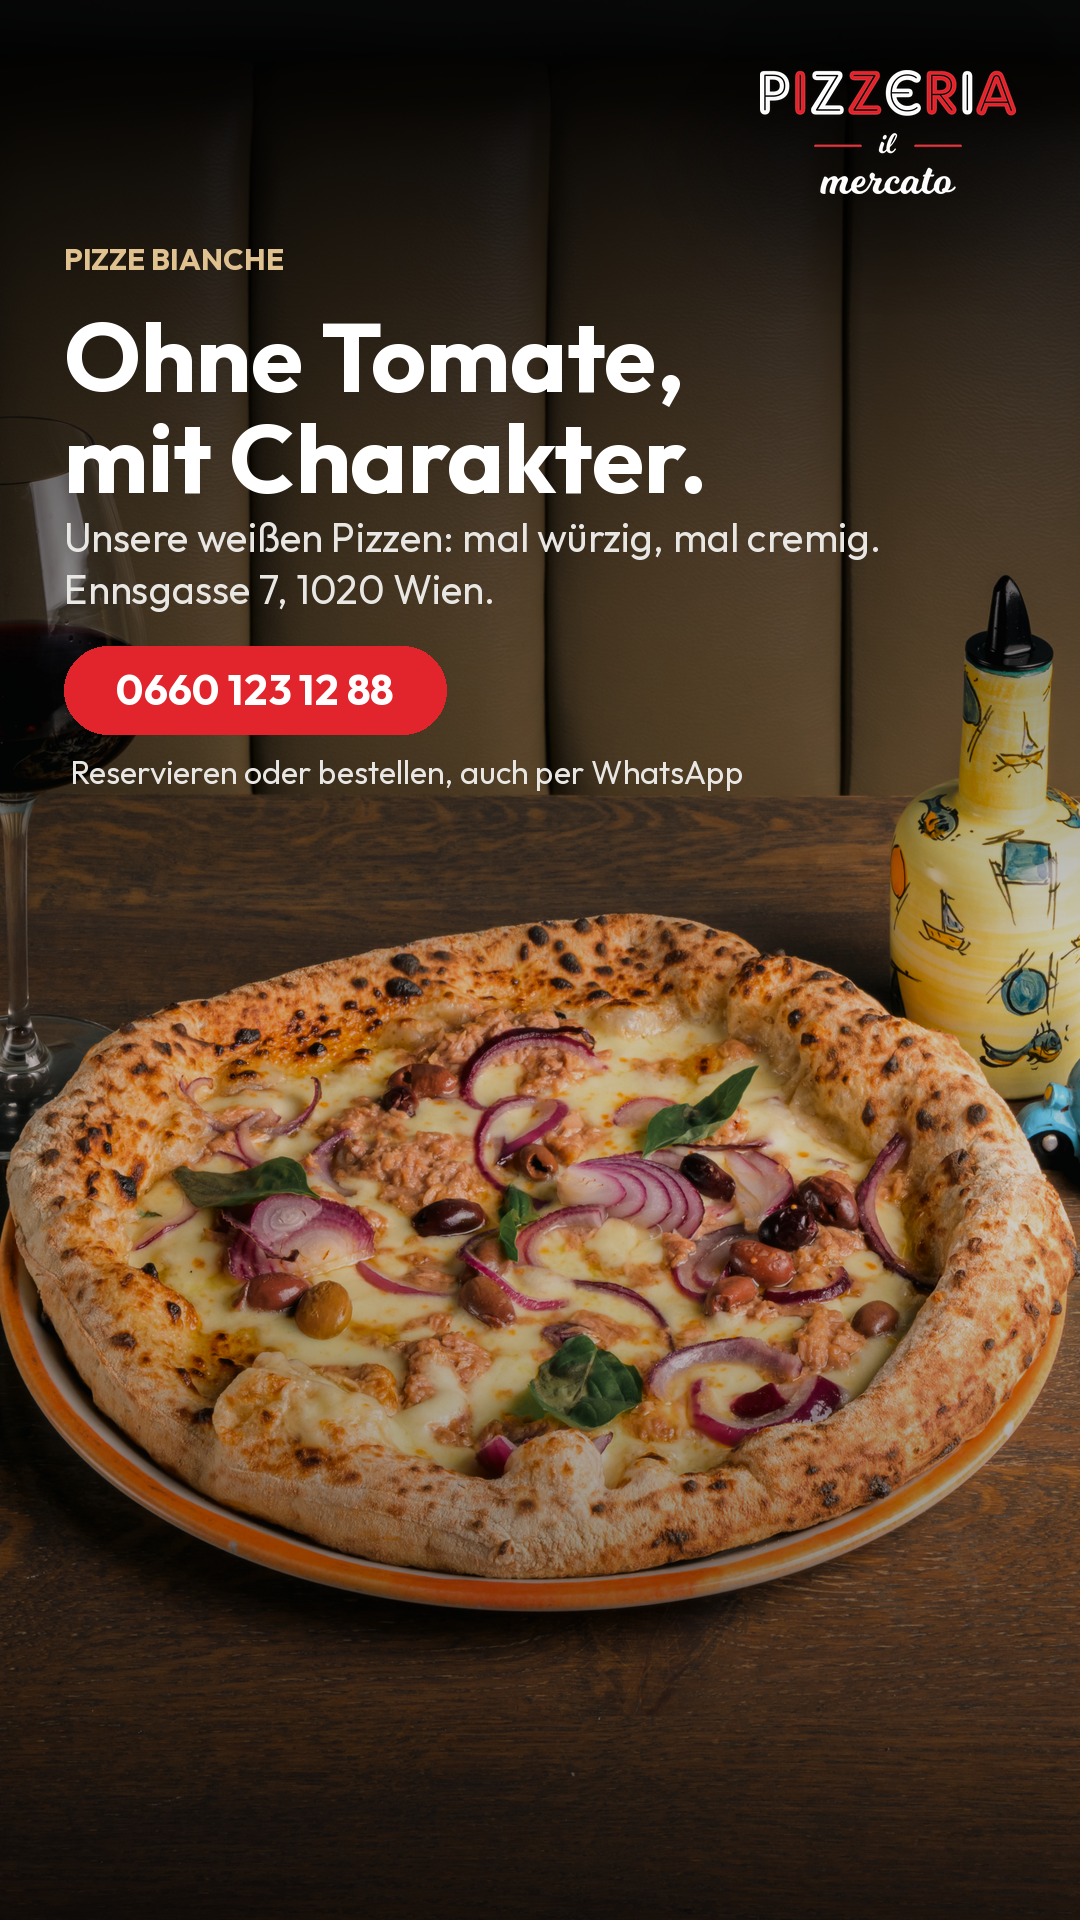 PIZZERIA
il
mercato
PIZZE BIANCHE
Ohne Tomate,
mit Charakter.
Unsere weißen Pizzen: mal würzig, mal cremig.
Ennsgasse 7, 1020 Wien.
0660 123 12 88
Reservieren oder bestellen, auch per WhatsApp